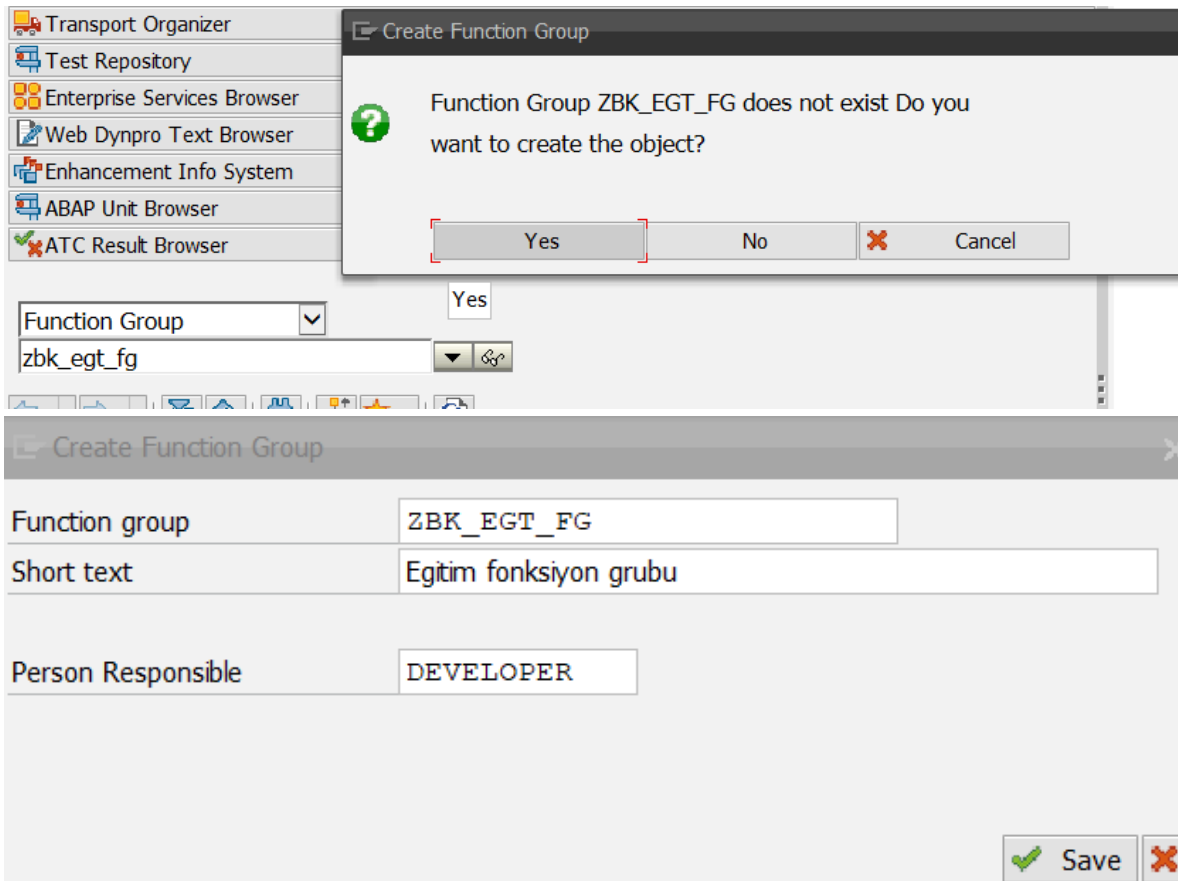 Transport Organizer
Test Repository
Enterprise Services Browser
Web Dynpro Text Browser
Enhancement Info System
ABAP Unit Browser
ATC Result Browser
Create Function Group
Function Group ZBK_EGT_FG does not exist Do you
want to create the object?
Yes No Cancel
Yes
Function Group
zbk_egt_fg
Create Function Group
Function group ZBK_EGT_FG
Short text Egitim fonksiyon grubu
Person Responsible DEVELOPER
Save